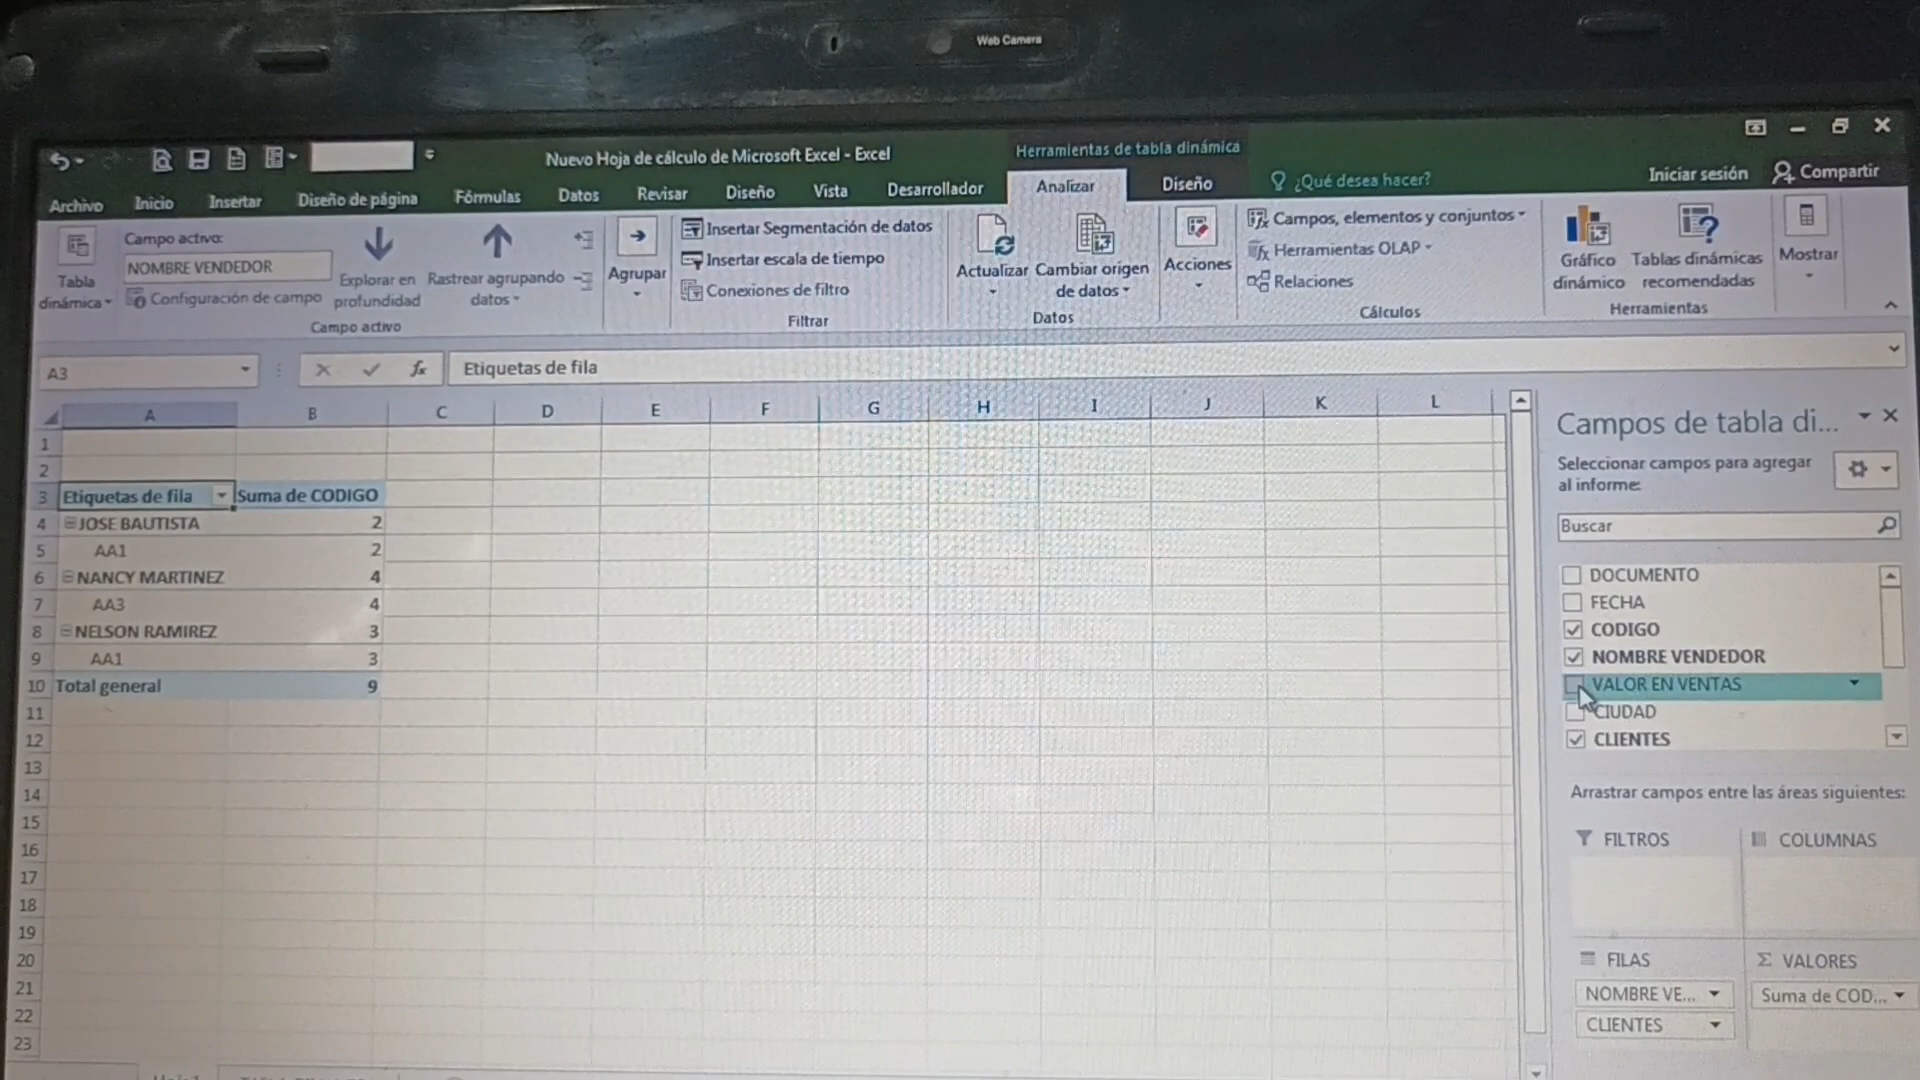 Web Camera
Nuevo Hoja de cálculo de Microsoft Excel - Excel
Herramientas de tabla dinámica
Archivo Inicio Insertar Diseño de página Fórmulas Datos Revisar Diseño Vista Desarrollador Analizar Diseño ¿Qué desea hacer? Iniciar sesión Compartir
Tabla dinámica
Campo activo:
NOMBRE VENDEDOR
Configuración de campo
Explorar en profundidad
Rastrear agrupando datos
Campo activo
Agrupar
Insertar Segmentación de datos
Insertar escala de tiempo
Conexiones de filtro
Filtrar
Actualizar
Cambiar origen de datos
Datos
Acciones
Campos, elementos y conjuntos
Herramientas OLAP
Relaciones
Cálculos
Gráfico dinámico
Tablas dinámicas recomendadas
Herramientas
Mostrar
A3 fx Etiquetas de fila
A B C D E F G H I J K L
1
2
3 Etiquetas de fila Suma de CODIGO
4 JOSE BAUTISTA 2
5 AA1 2
6 NANCY MARTINEZ 4
7 AA3 4
8 NELSON RAMIREZ 3
9 AA1 3
10 Total general 9
11
12
13
14
15
16
17
18
19
20
21
22
23
Campos de tabla di...
Seleccionar campos para agregar
al informe:
Buscar
DOCUMENTO
FECHA
CODIGO
NOMBRE VENDEDOR
VALOR EN VENTAS
CIUDAD
CLIENTES
Arrastrar campos entre las áreas siguientes:
FILTROS
COLUMNAS
FILAS
Σ VALORES
NOMBRE VE...
Suma de COD...
CLIENTES